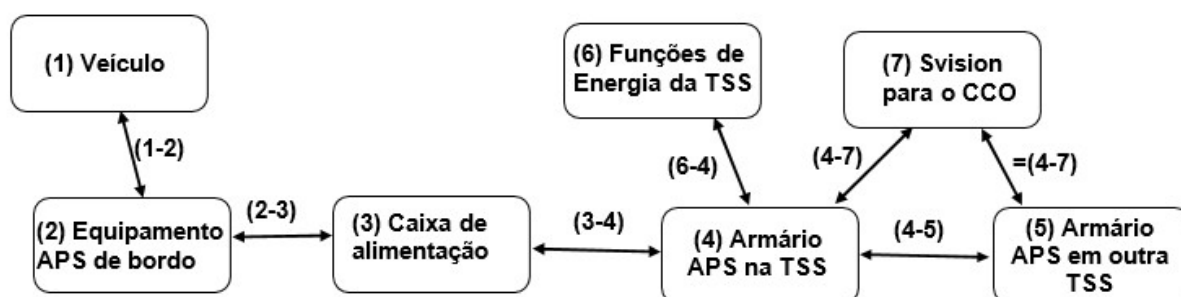 (1) Veículo
(6) Funções de
Energia da TSS
(7) Svision
para o CCO
(1-2)
(6-4)
(4-7)
=(4-7)
(2) Equipamento
APS de bordo
(2-3)
(3) Caixa de
alimentação
(3-4)
(4) Armário
APS na TSS
(4-5)
(5) Armário
APS em outra
TSS